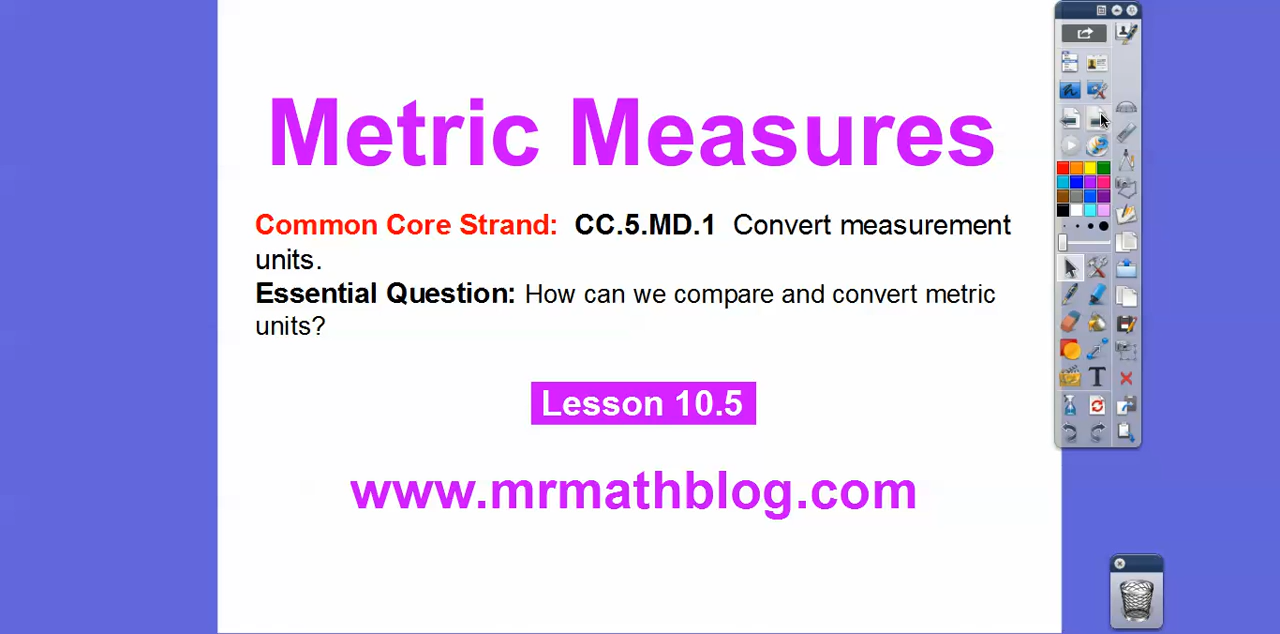 Metric Measures
Common Core Strand: CC.5.MD.1 Convert measurement
units.
Essential Question: How can we compare and convert metric
units?
Lesson 10.5
www.mrmathblog.com